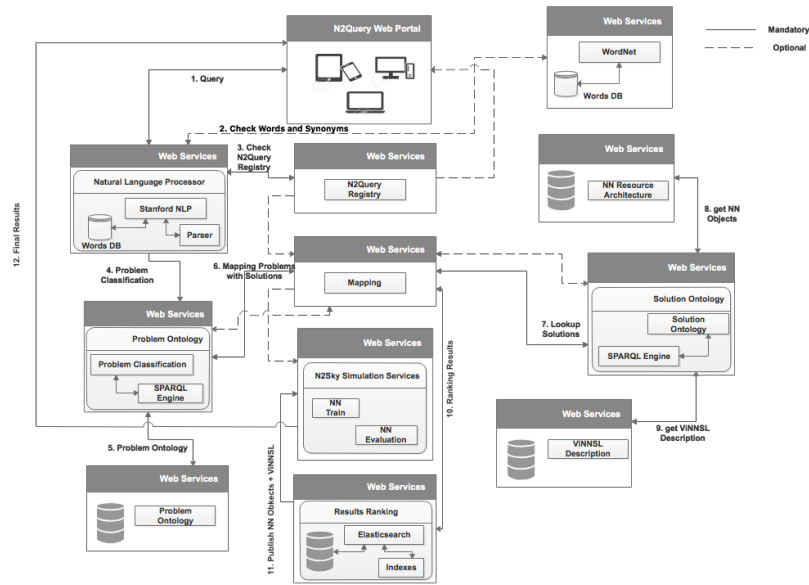 N2Query Web Portal
Web Services
WordNet
Words DB
Mandatory
Optional
1. Query
2. Check Words and Synonyms
3. Check
N2Query
Registry
Web Services
Natural Language Processor
Stanford NLP
Parser
Words DB
Web Services
N2Query
Registry
Web Services
NN Resource
Architecture
8. get NN
Objects
12. Final Results
4. Problem
Classification
6. Mapping Problems
with Solutions
Web Services
Mapping
Web Services
Solution Ontology
Solution
Ontology
SPARQL Engine
7. Lookup
Solutions
Web Services
Problem Ontology
Problem Classification
SPARQL
Engine
Web Services
N2Sky Simulation Services
NN
Train
NN
Evaluation
10. Ranking Results
9. get ViNNSL
Description
Web Services
ViNNSL
Description
5. Problem Ontology
Web Services
Problem
Ontology
11. Publish NN Obkects + ViNNSL
Web Services
Results Ranking
Elasticsearch
Indexes